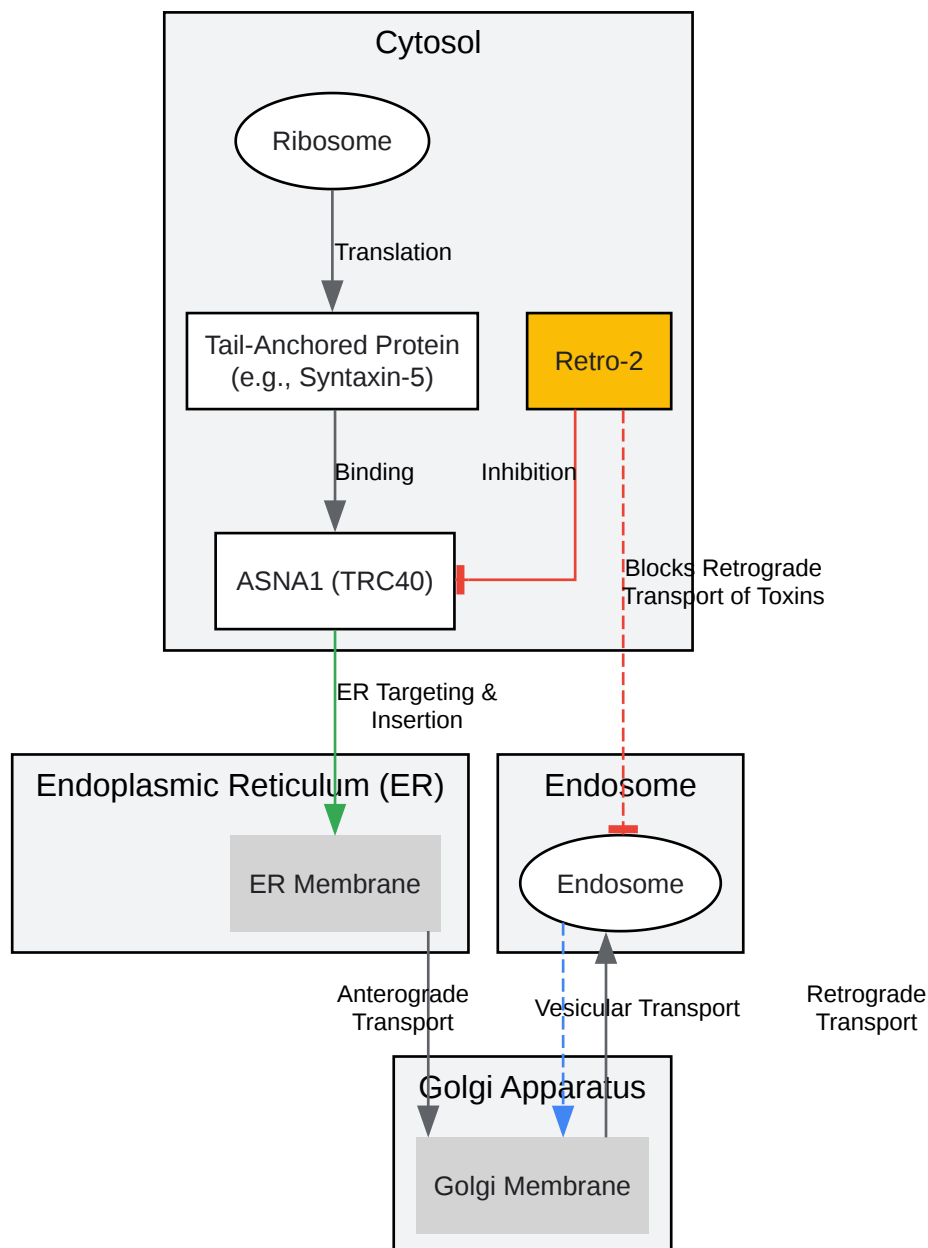 Cytosol
Ribosome
Translation
Tail-Anchored Protein
(e.g., Syntaxin-5)
Retro-2
Binding
Inhibition
ASNA1 (TRC40)
Blocks Retrograde
Transport of Toxins
ER Targeting &
Insertion
Endoplasmic Reticulum (ER)
Endosome
ER Membrane
Endosome
Anterograde
Transport
Vesicular Transport
Retrograde
Transport
Golgi Apparatus
Golgi Membrane